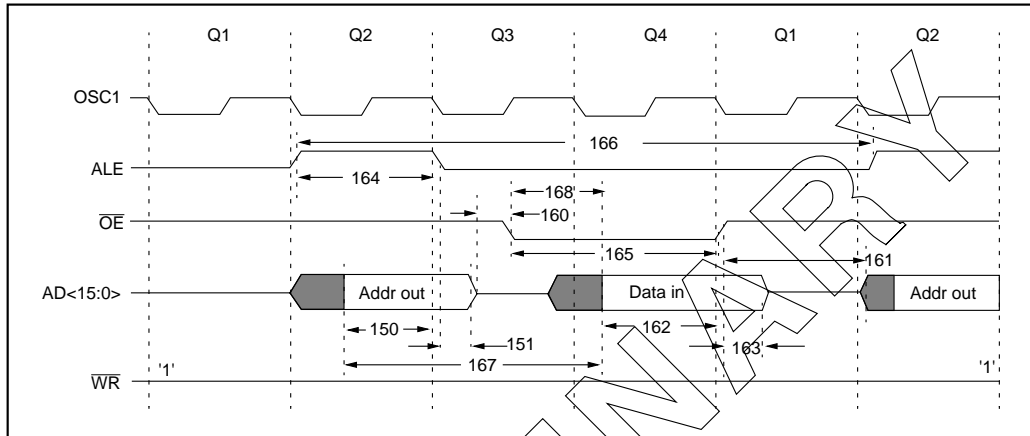 Q1 Q2 Q3 Q4 Q1 Q2
OSC1
166
ALE
164
168
OE 160
165
161
AD<15:0> Addr out Data in Addr out
150 162
151 163
167
'1' '1'
WR
INARY